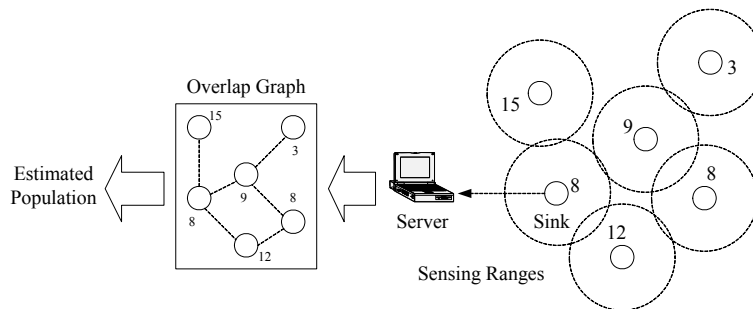 Overlap Graph
15
3
9
8
8
12
Estimated
Population
Server
3
15
9
8
8
Sink
12
Sensing Ranges